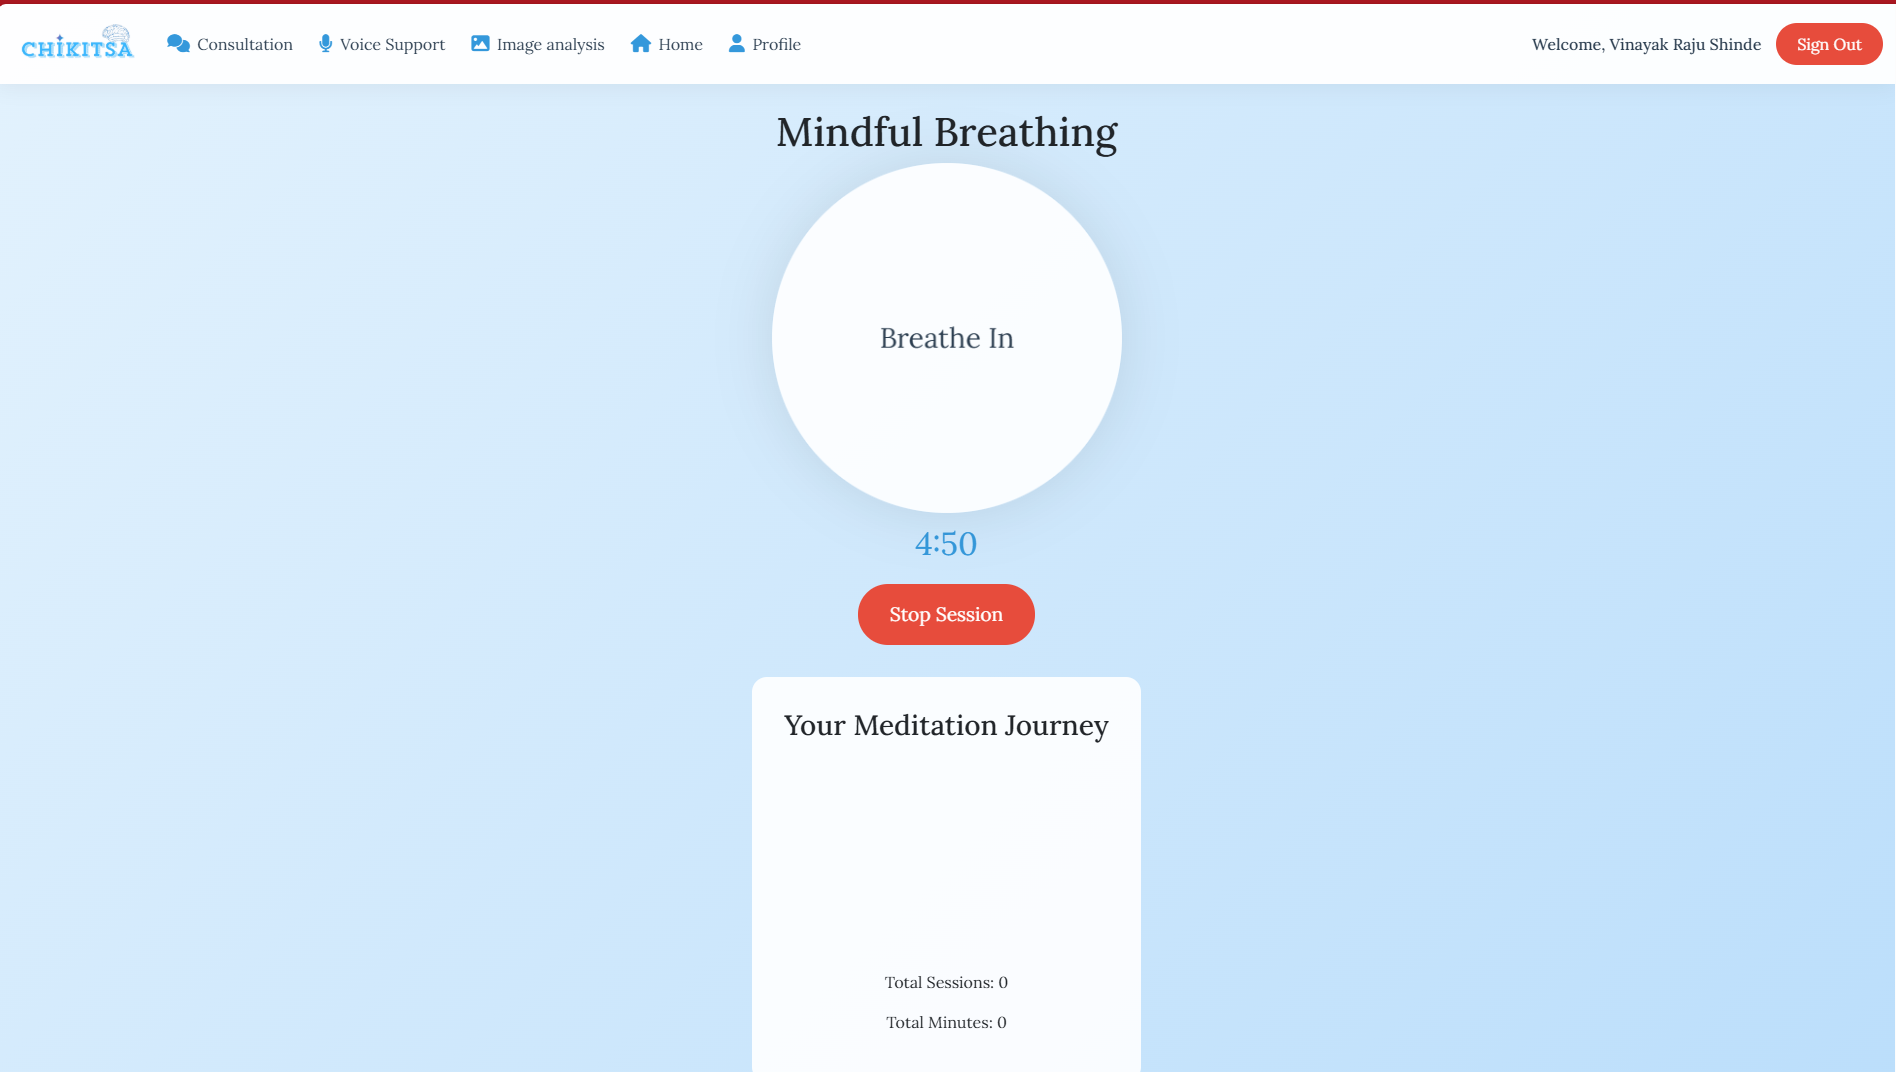 CHIKITSA
Consultation
Voice Support
Image analysis
Home
Profile
Welcome, Vinayak Raju Shinde
Sign Out
Mindful Breathing
Breathe In
4:50
Stop Session
Your Meditation Journey
Total Sessions: 0
Total Minutes: 0